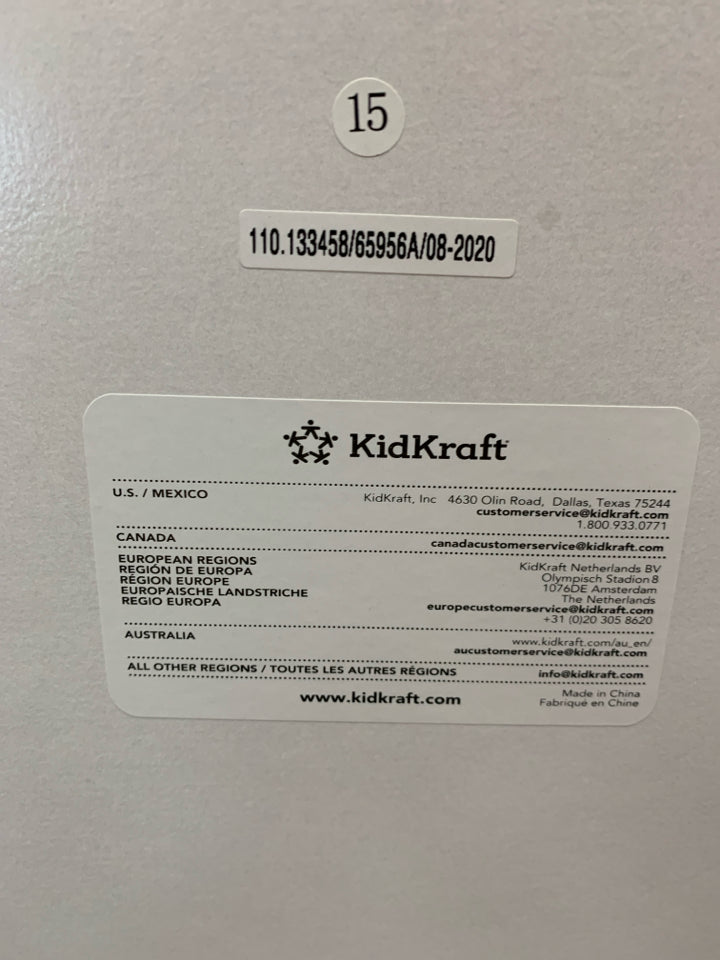 15
110.133458/65956A/08-2020
KidKraft
U.S. / MEXICO
KidKraft, Inc 4630 Olin Road, Dallas, Texas 75244
customerservice@kidkraft.com
1.800.933.0771
CANADA
canadacustomerservice@kidkraft.com
EUROPEAN REGIONS
REGIÓN DE EUROPA
RÉGION EUROPE
EUROPAISCHE LANDSTRICHE
REGIO EUROPA
KidKraft Netherlands BV
Olympisch Stadion 8
1076DE Amsterdam
The Netherlands
europecustomerservice@kidkraft.com
+31 (0)20 305 8620
AUSTRALIA
www.kidkraft.com/au_en/
aucustomerservice@kidkraft.com
ALL OTHER REGIONS / TOUTES LES AUTRES RÉGIONS
info@kidkraft.com
www.kidkraft.com
Made in China
Fabriqué en Chine